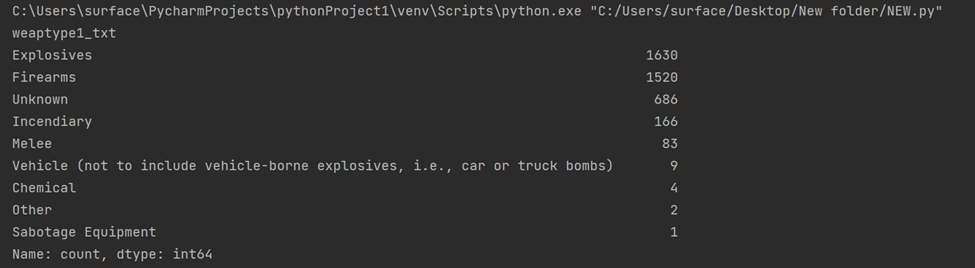 C:\Users\surface\PycharmProjects\pythonProject1\venv\Scripts\python.exe "C:/Users/surface/Desktop/New folder/NEW.py"
weaptype1_txt
Explosives 1630
Firearms 1520
Unknown 686
Incendiary 166
Melee 83
Vehicle (not to include vehicle-borne explosives, i.e., car or truck bombs) 9
Chemical 4
Other 2
Sabotage Equipment 1
Name: count, dtype: int64